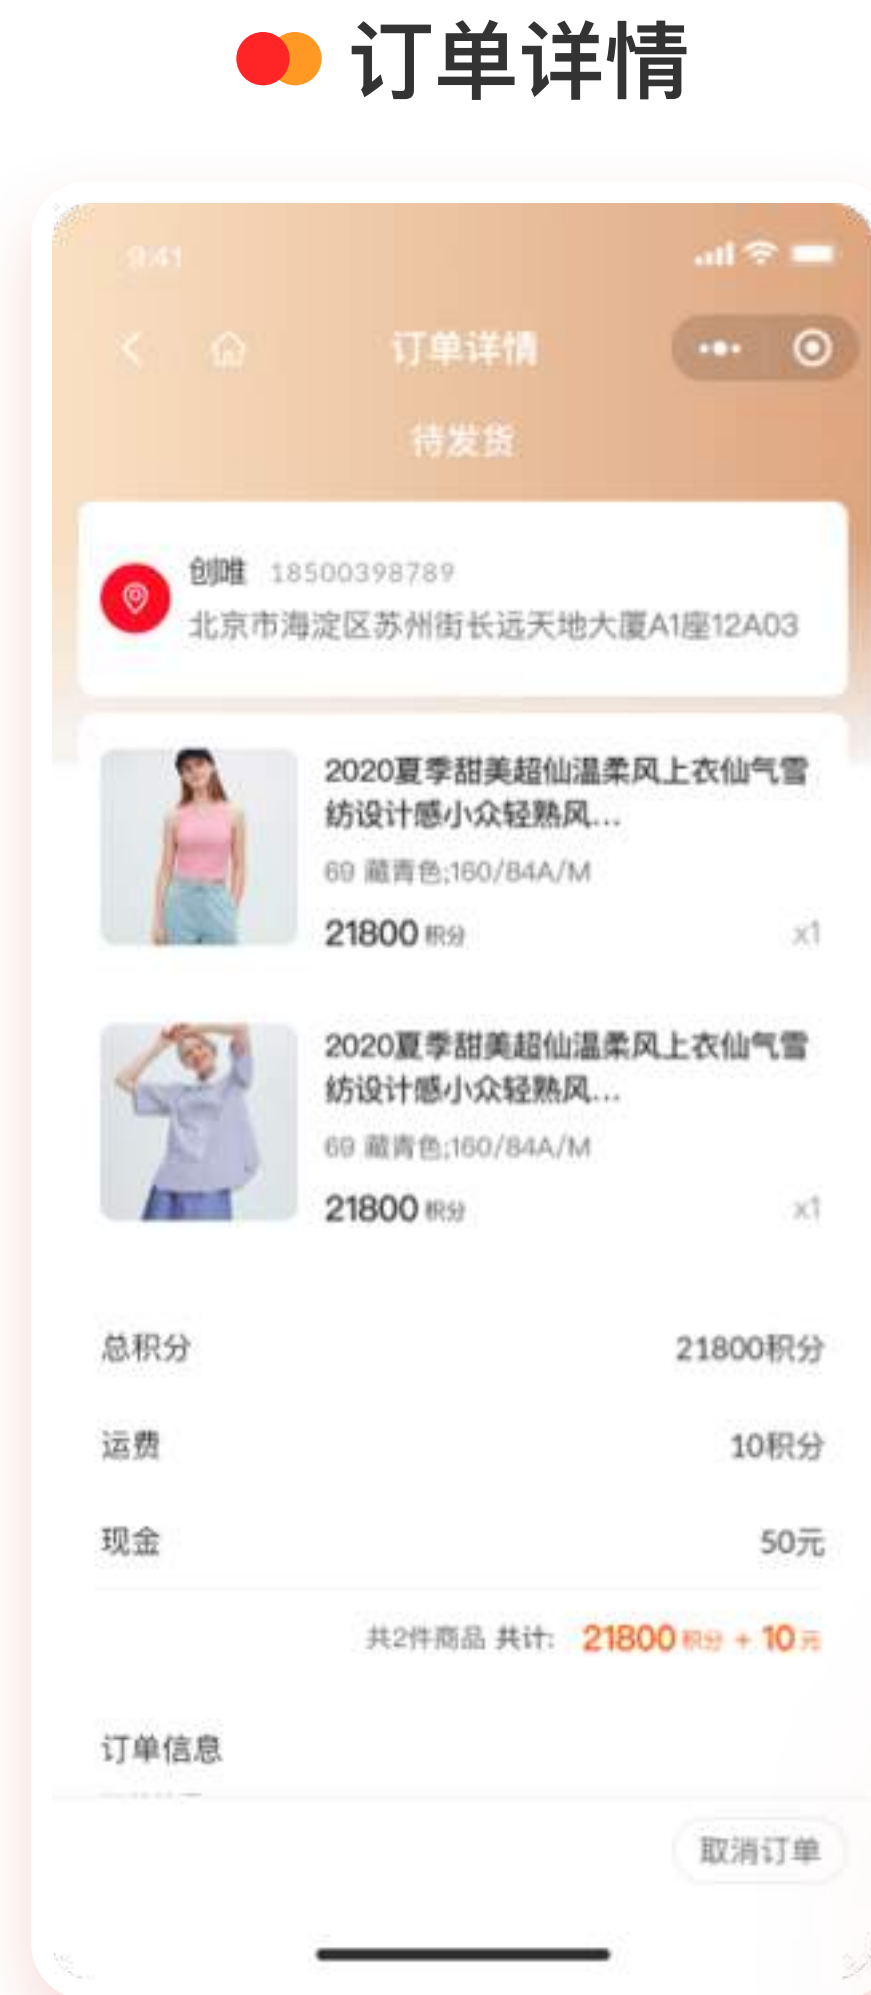 订单详情
9:41
订单详情
待发货
创唯 18500398789
北京市海淀区苏州街长远天地大厦A1座12A03
2020夏季甜美超仙温柔风上衣仙气雪
纺设计感小众轻熟风...
69 藏青色;160/84A/M
21800 积分 x1
2020夏季甜美超仙温柔风上衣仙气雪
纺设计感小众轻熟风...
69 藏青色;160/84A/M
21800 积分 x1
总积分 21800积分
运费 10积分
现金 50元
共2件商品 共计: 21800 积分 + 10 元
订单信息
取消订单